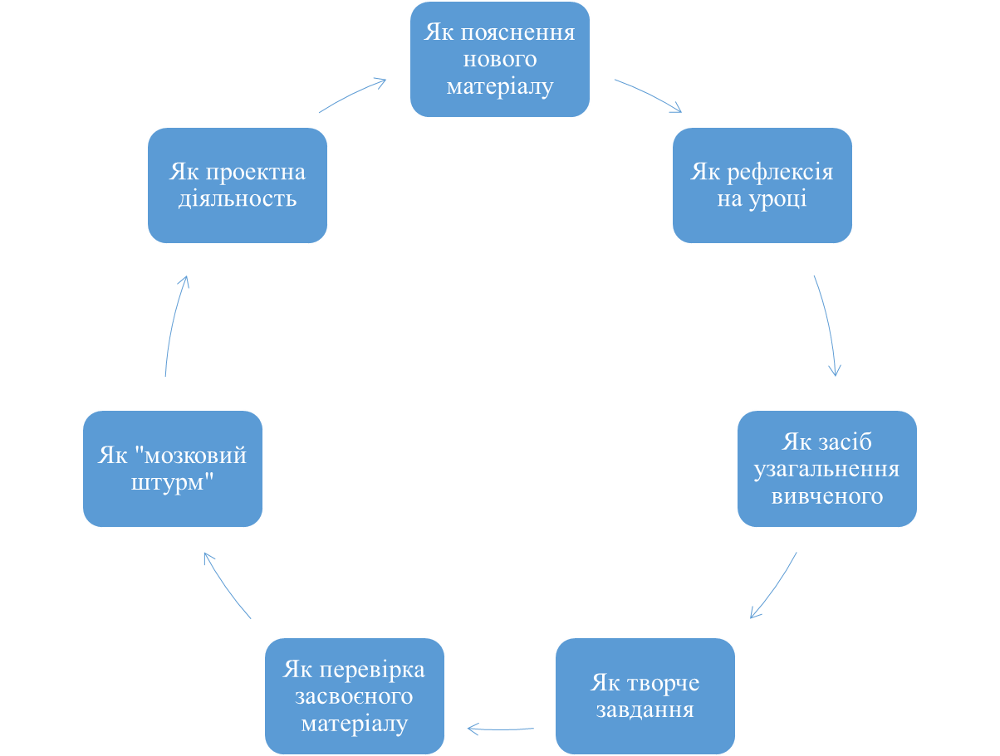 Як пояснення
нового
матеріалу
Як рефлексія
на уроці
Як засіб
узагальнення
вивченого
Як творче
завдання
Як перевірка
засвоєного
матеріалу
Як "мозковий
штурм"
Як проектна
діяльность